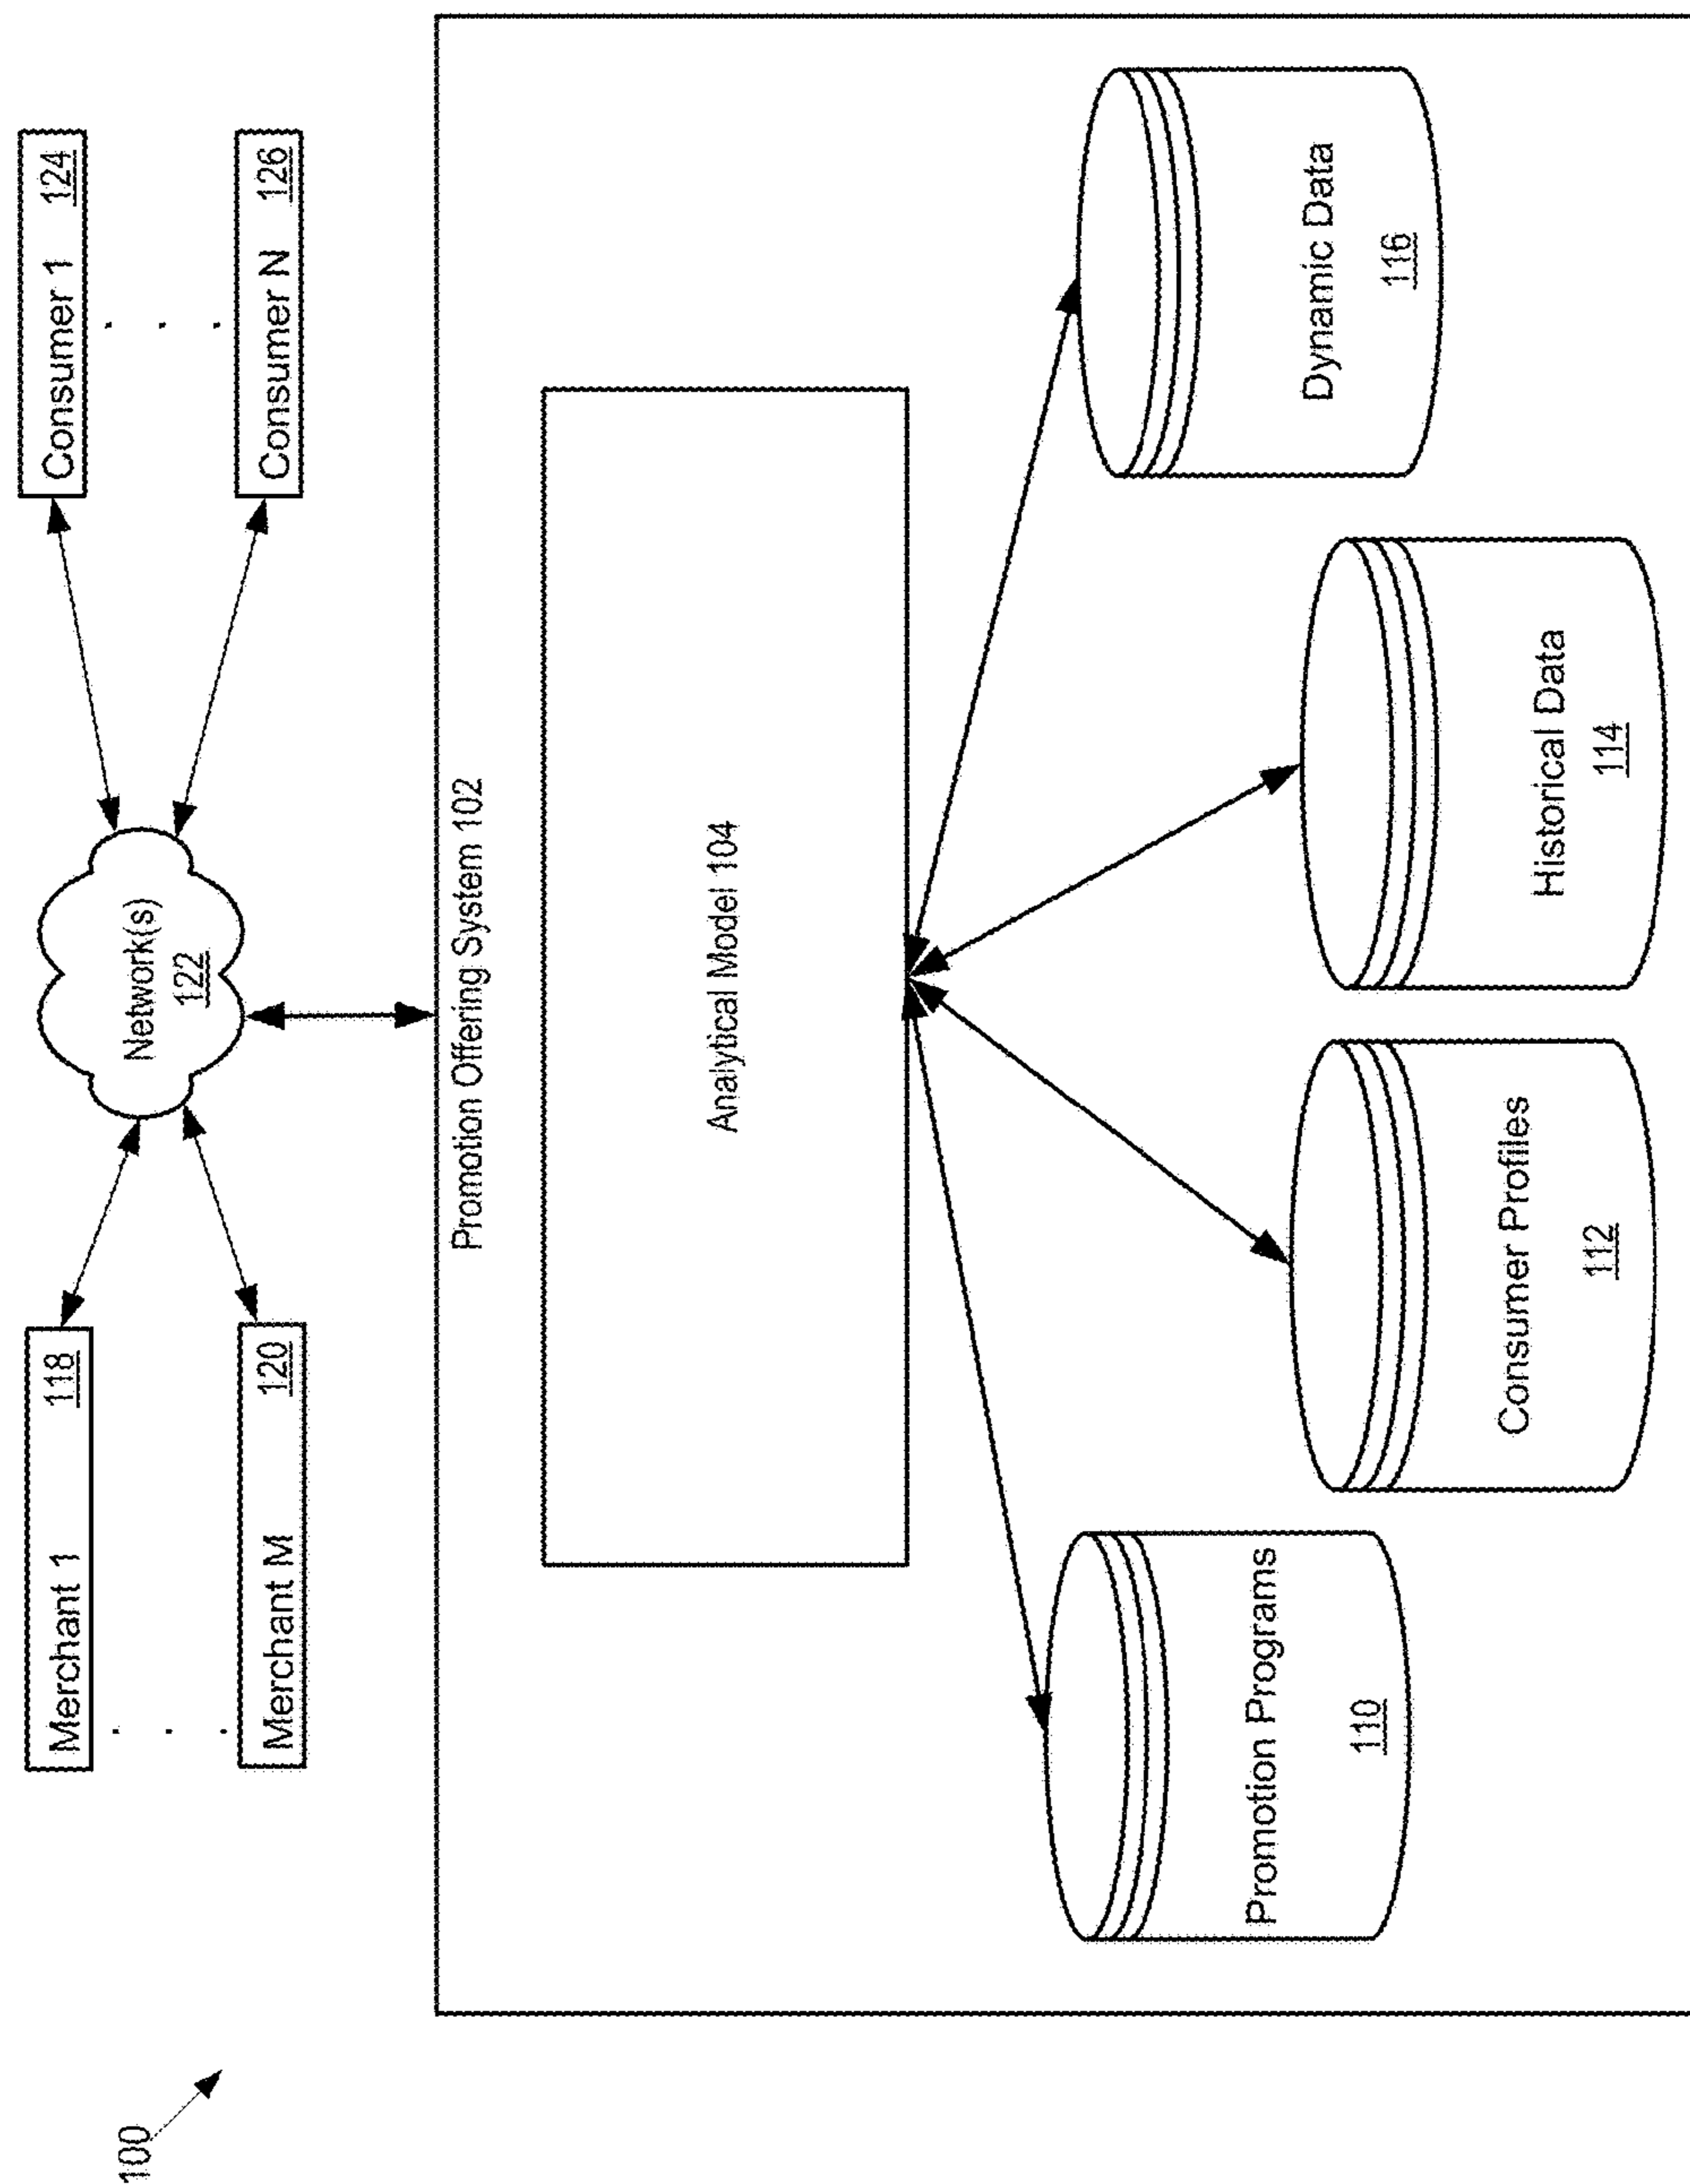 100
Merchant 1 118
. . .
Merchant M 120
Network(s)
122
Consumer 1 124
. . .
Consumer N 126
Promotion Offering System 102
Analytical Model 104
Promotion Programs
110
Consumer Profiles
112
Historical Data
114
Dynamic Data
116